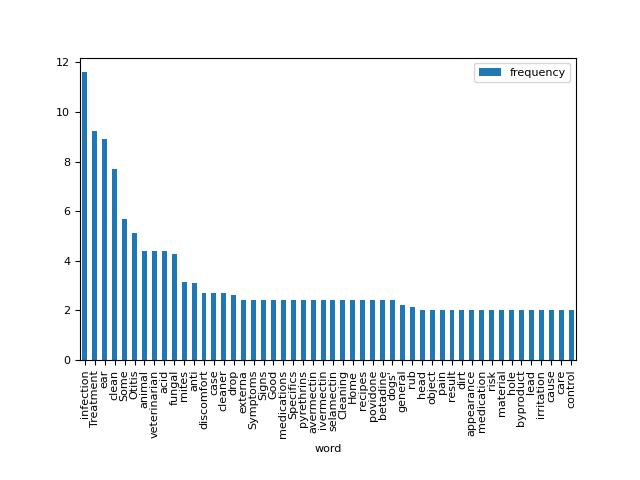 12
10
8
6
4
2
0
frequency
infection
Treatment
ear
clean
Some
Otitis
animal
veterinarian
acid
fungal
mites
anti
discomfort
case
cleaner
drop
externa
Symptoms
Signs
Good
medications
Specifics
pyrethrins
avermectin
ivermectin
selamectin
Cleaning
Home
recipes
povidone
betadine
dogs'
general
rub
head
object
pain
result
dirt
appearance
medication
risk
material
hole
byproduct
lead
irritation
cause
care
control
word